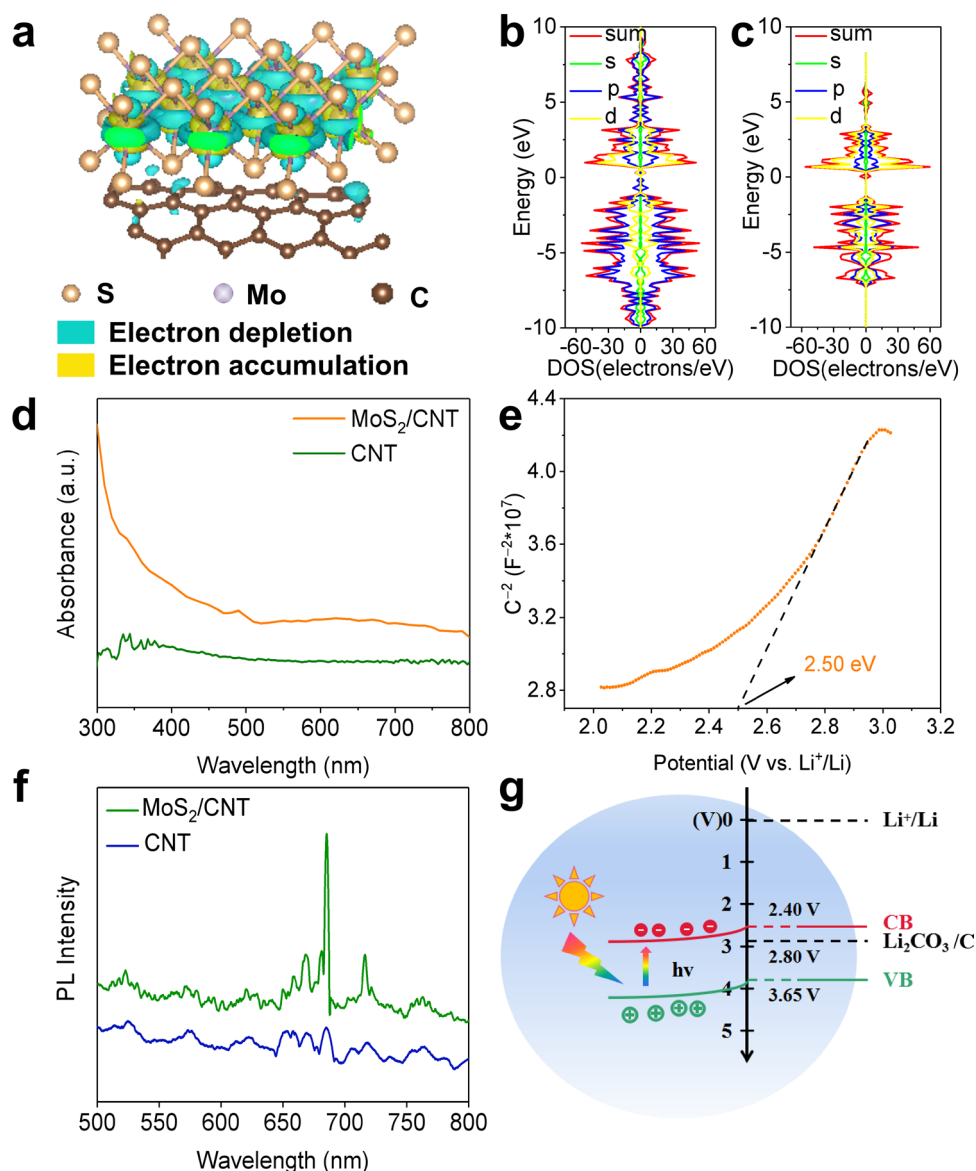 a
S
Mo
C
Electron depletion
Electron accumulation
b
sum
s
p
d
10
5
0
-5
-10
Energy (eV)
-60 -30 0 30 60
DOS(electrons/eV)
c
sum
s
p
d
10
5
0
-5
-10
Energy (eV)
-60 -30 0 30 60
DOS(electrons/eV)
d
MoS₂/CNT
CNT
Absorbance (a.u.)
300 400 500 600 700 800
Wavelength (nm)
e
4.4
4.0
3.6
3.2
2.8
C⁻² (F⁻²*10⁷)
2.50 eV
2.0 2.2 2.4 2.6 2.8 3.0 3.2
Potential (V vs. Li⁺/Li)
f
MoS₂/CNT
CNT
PL Intensity
500 550 600 650 700 750 800
Wavelength (nm)
g
(V)0
Li⁺/Li
1
2
2.40 V
CB
Li₂CO₃ /C
3
2.80 V
hv
VB
4
3.65 V
5